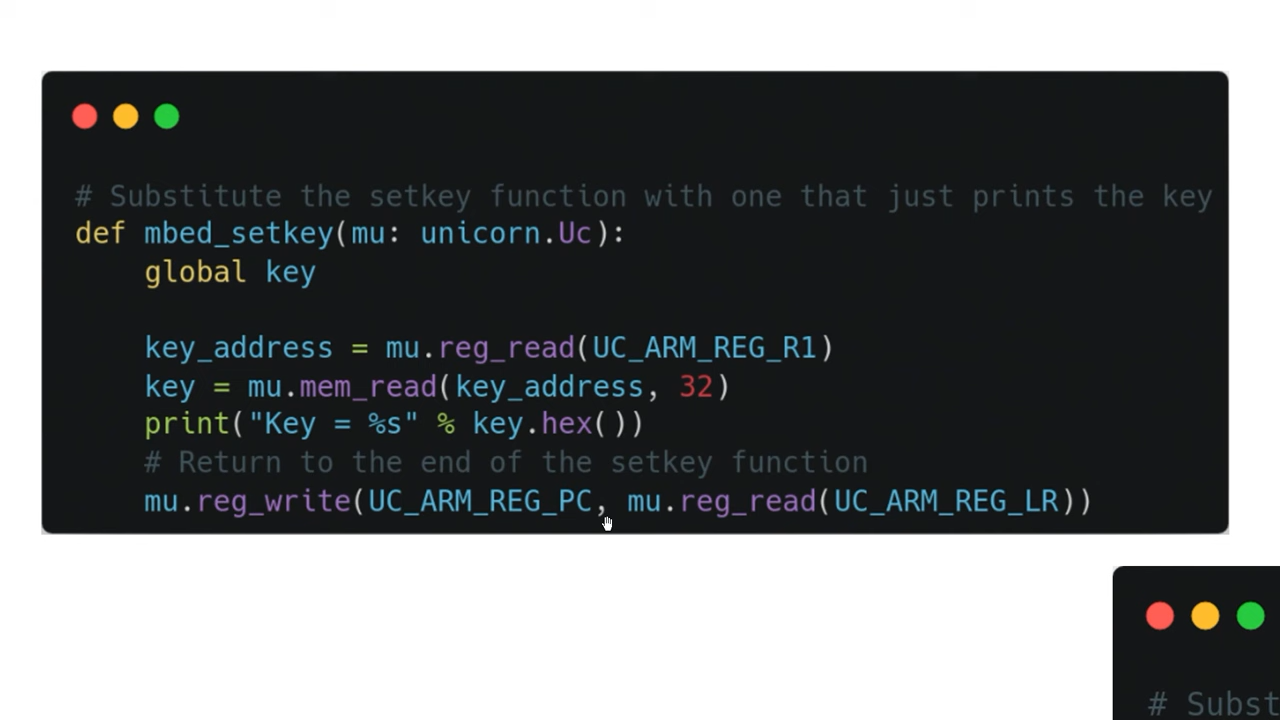 # Substitute the setkey function with one that just prints the key
def mbed_setkey(mu: unicorn.Uc):
    global key
    key_address = mu.reg_read(UC_ARM_REG_R1)
    key = mu.mem_read(key_address, 32)
    print("Key = %s" % key.hex())
    # Return to the end of the setkey function
    mu.reg_write(UC_ARM_REG_PC, mu.reg_read(UC_ARM_REG_LR))
# Subst